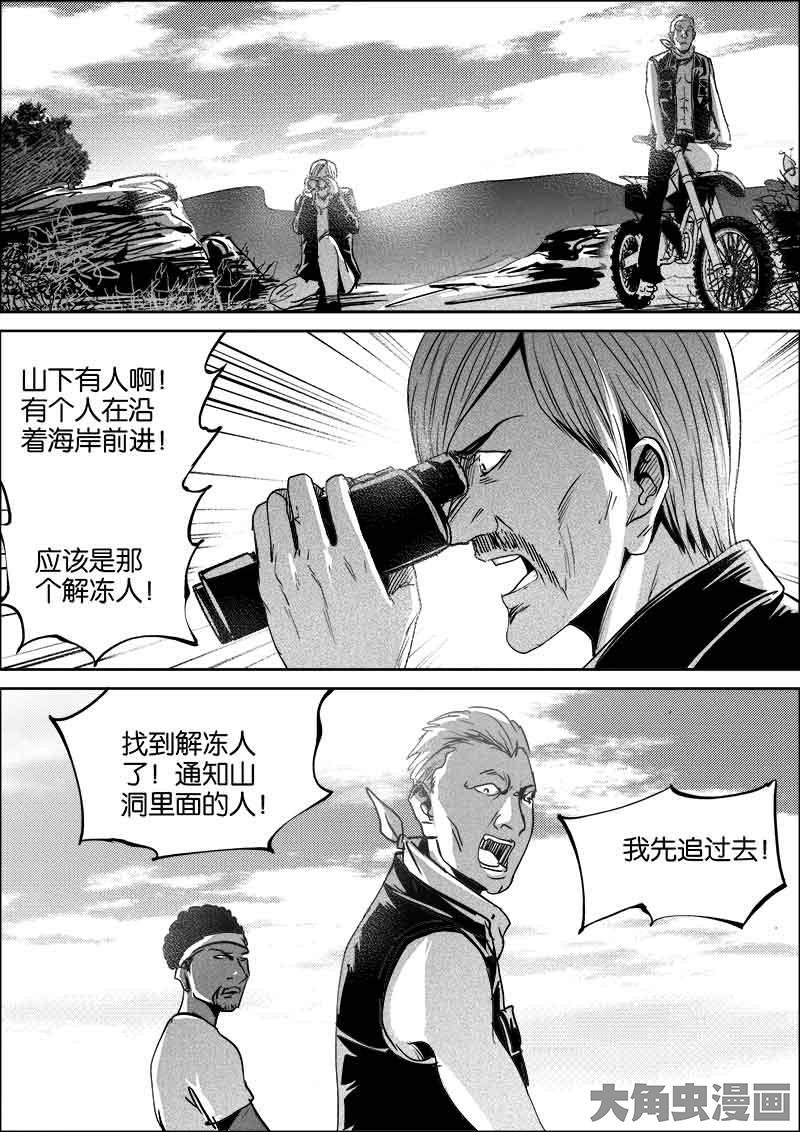 山下有人啊！
有个人在沿
着海岸前进！
应该是那
个解冻人！
找到解冻人
了！通知山
洞里面的人！
我先追过去！
大角虫漫画